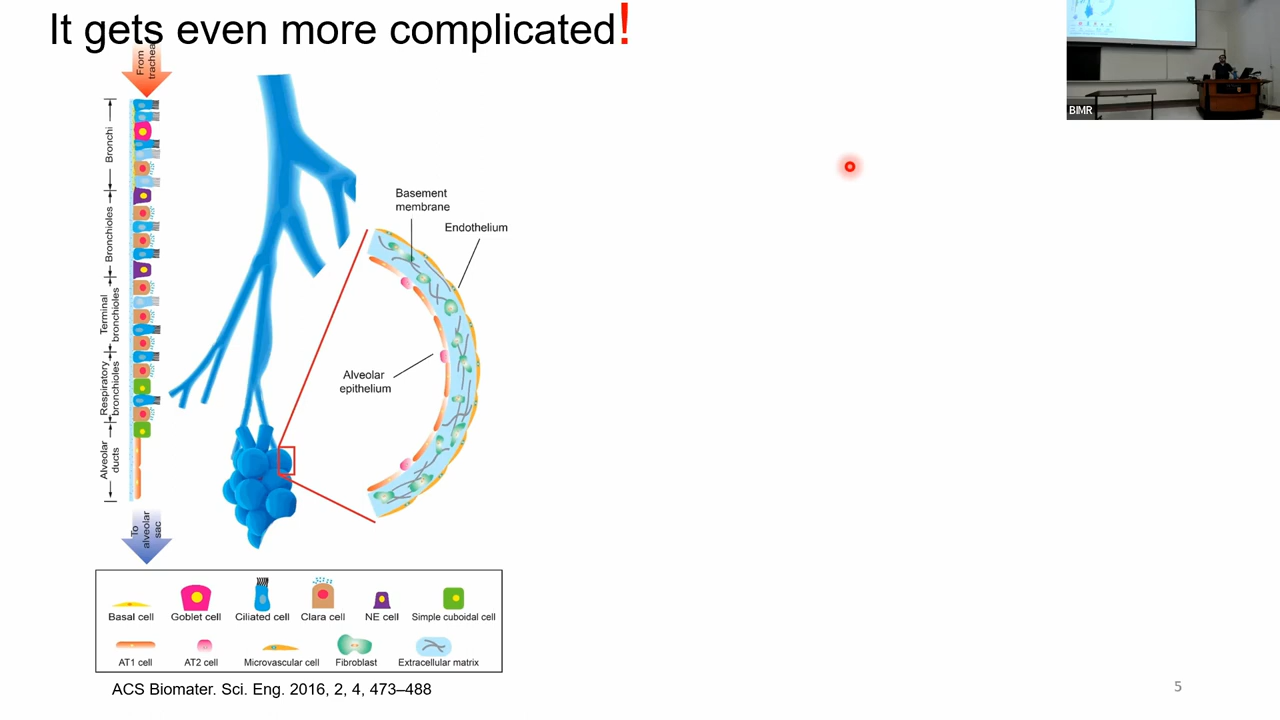 It gets even more complicated!
BIMR
From
trachea
Bronchi
Bronchioles
Terminal
bronchioles
Respiratory
bronchioles
Alveolar
ducts
To
alveolar
sac
Basement
membrane
Endothelium
Alveolar
epithelium
Basal cell
Goblet cell
Ciliated cell
Clara cell
NE cell
Simple cuboidal cell
AT1 cell
AT2 cell
Microvascular cell
Fibroblast
Extracellular matrix
ACS Biomater. Sci. Eng. 2016, 2, 4, 473–488
5